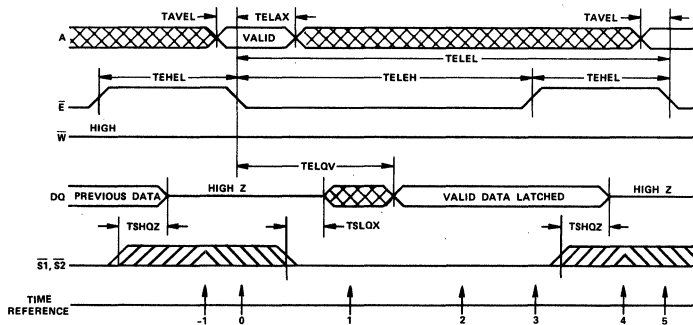 TAVEL TELAX TAVEL
A VALID
TELEL
TEHEL TELEH TEHEL
E
HIGH
W
TELQV
DQ PREVIOUS DATA HIGH Z VALID DATA LATCHED HIGH Z
TSHQZ TSLQX TSHQZ
S1, S2
TIME REFERENCE
-1 0 1 2 3 4 5